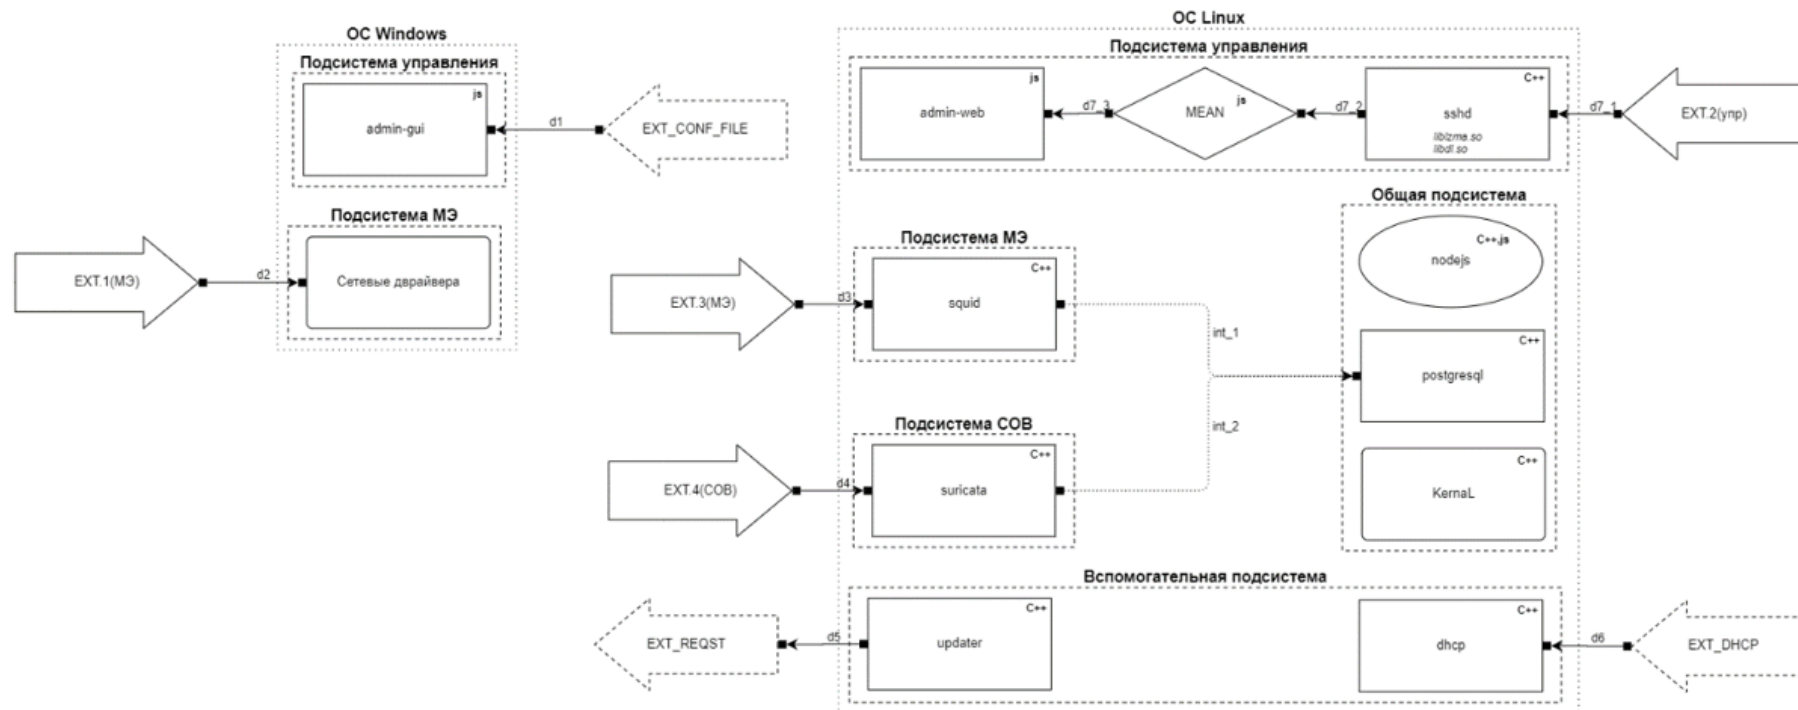 ОС Windows
Подсистема управления
js
admin-gui
d1
EXT_CONF_FILE
Подсистема МЭ
EXT.1(МЭ)
d2
Сетевые дврайвера
ОС Linux
Подсистема управления
js
admin-web
d7_3
js
MEAN
d7_2
C++
sshd
liblzma.so
libdl.so
d7_1
EXT.2(упр)
Общая подсистема
C++,js
nodejs
Подсистема МЭ
EXT.3(МЭ)
d3
C++
squid
int_1
C++
postgresql
Подсистема СОВ
EXT.4(СОВ)
d4
C++
suricata
int_2
C++
KernaL
Вспомогательная подсистема
EXT_REQST
d5
C++
updater
C++
dhcp
d6
EXT_DHCP